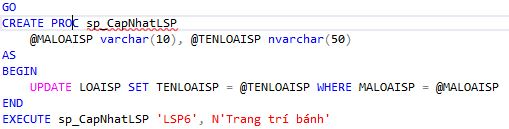 GO
CREATE PROC sp_CapNhatLSP
@MALOAISP varchar(10), @TENLOAISP nvarchar(50)
AS
BEGIN
UPDATE LOAISP SET TENLOAISP = @TENLOAISP WHERE MALOAISP = @MALOAISP
END
EXECUTE sp_CapNhatLSP 'LSP6', N'Trang trí bánh'